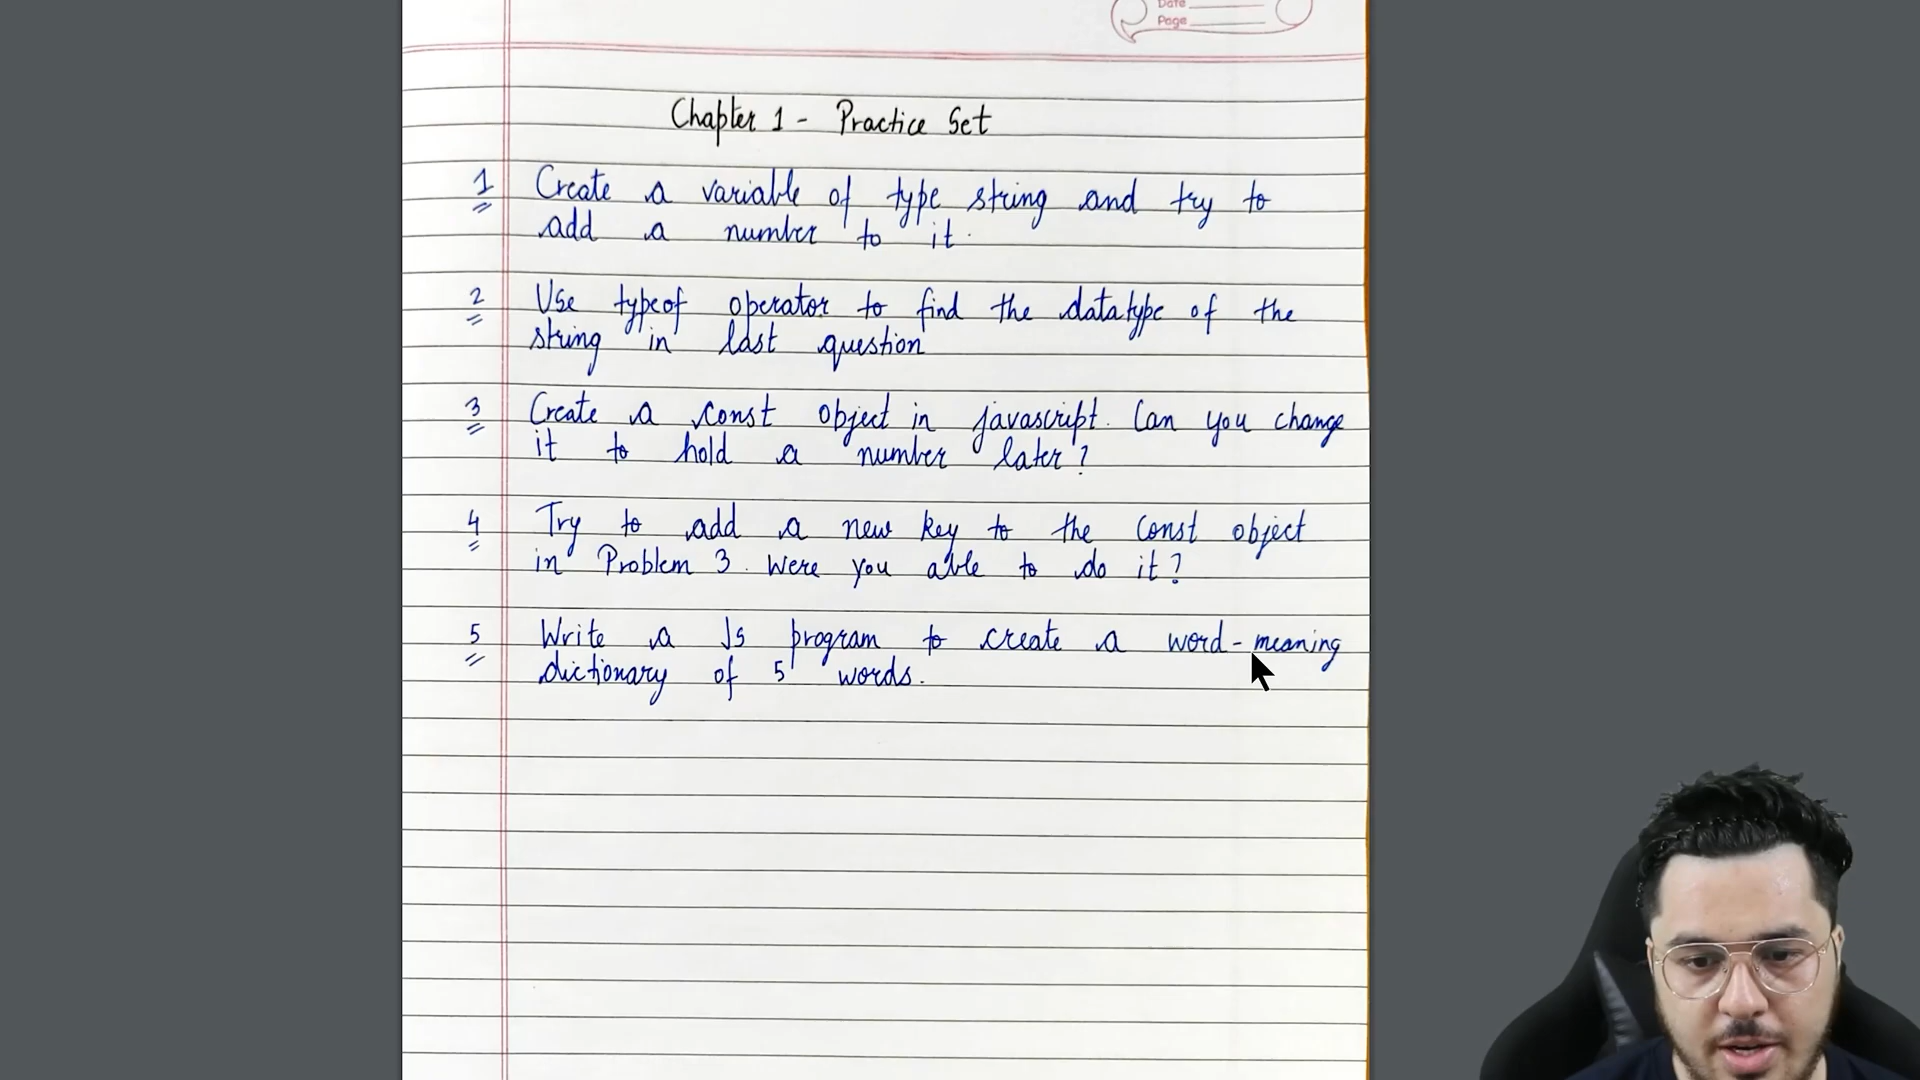 Date
Page
Chapter 1 - Practice Set
1 Create a variable of type string and try to
add a number to it.
2 Use typeof operator to find the datatype of the
string in last question
3 Create a const object in javascript. Can you change
it to hold a number later?
4 Try to add a new key to the const object
in Problem 3. Were you able to do it?
5 Write a Js program to create a word-meaning
dictionary of 5 words.